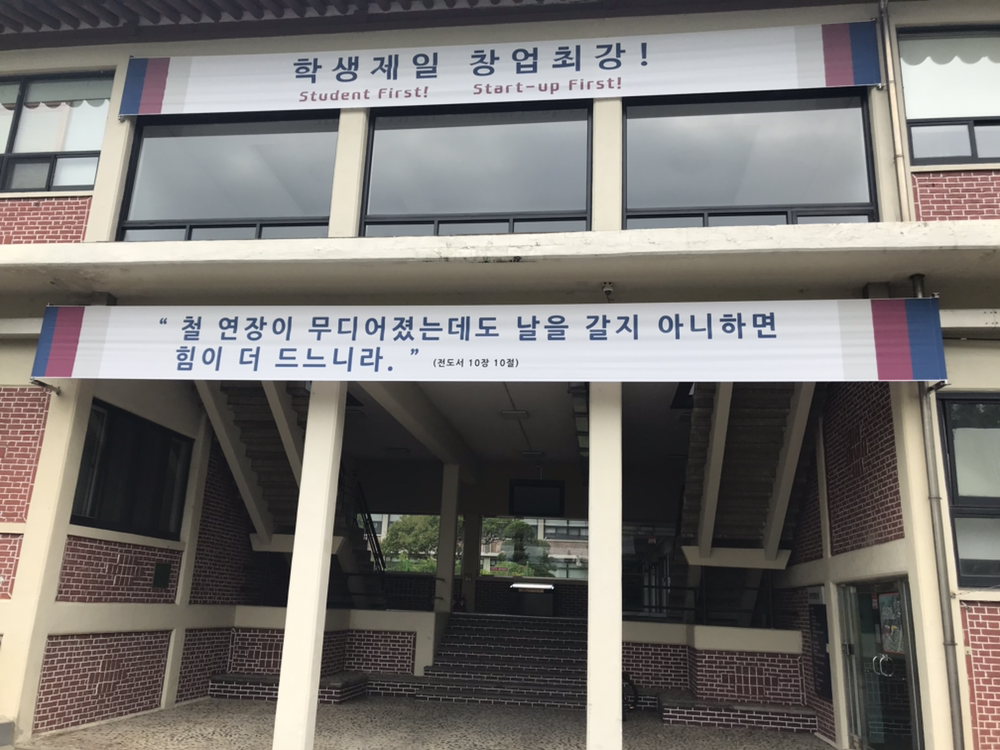 학생제일 창업최강!
Student First! Start-up First!
“ 철 연장이 무디어졌는데도 날을 갈지 아니하면
힘이 더 드느니라. ” (전도서 10장 10절)